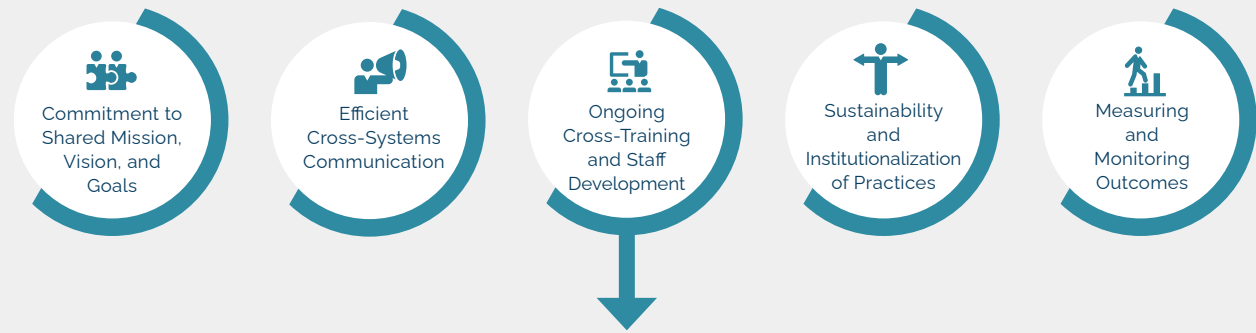 Commitment to
Shared Mission,
Vision, and
Goals
Efficient
Cross-Systems
Communication
Ongoing
Cross-Training
and Staff
Development
Sustainability
and
Institutionalization
of Practices
Measuring
and
Monitoring
Outcomes